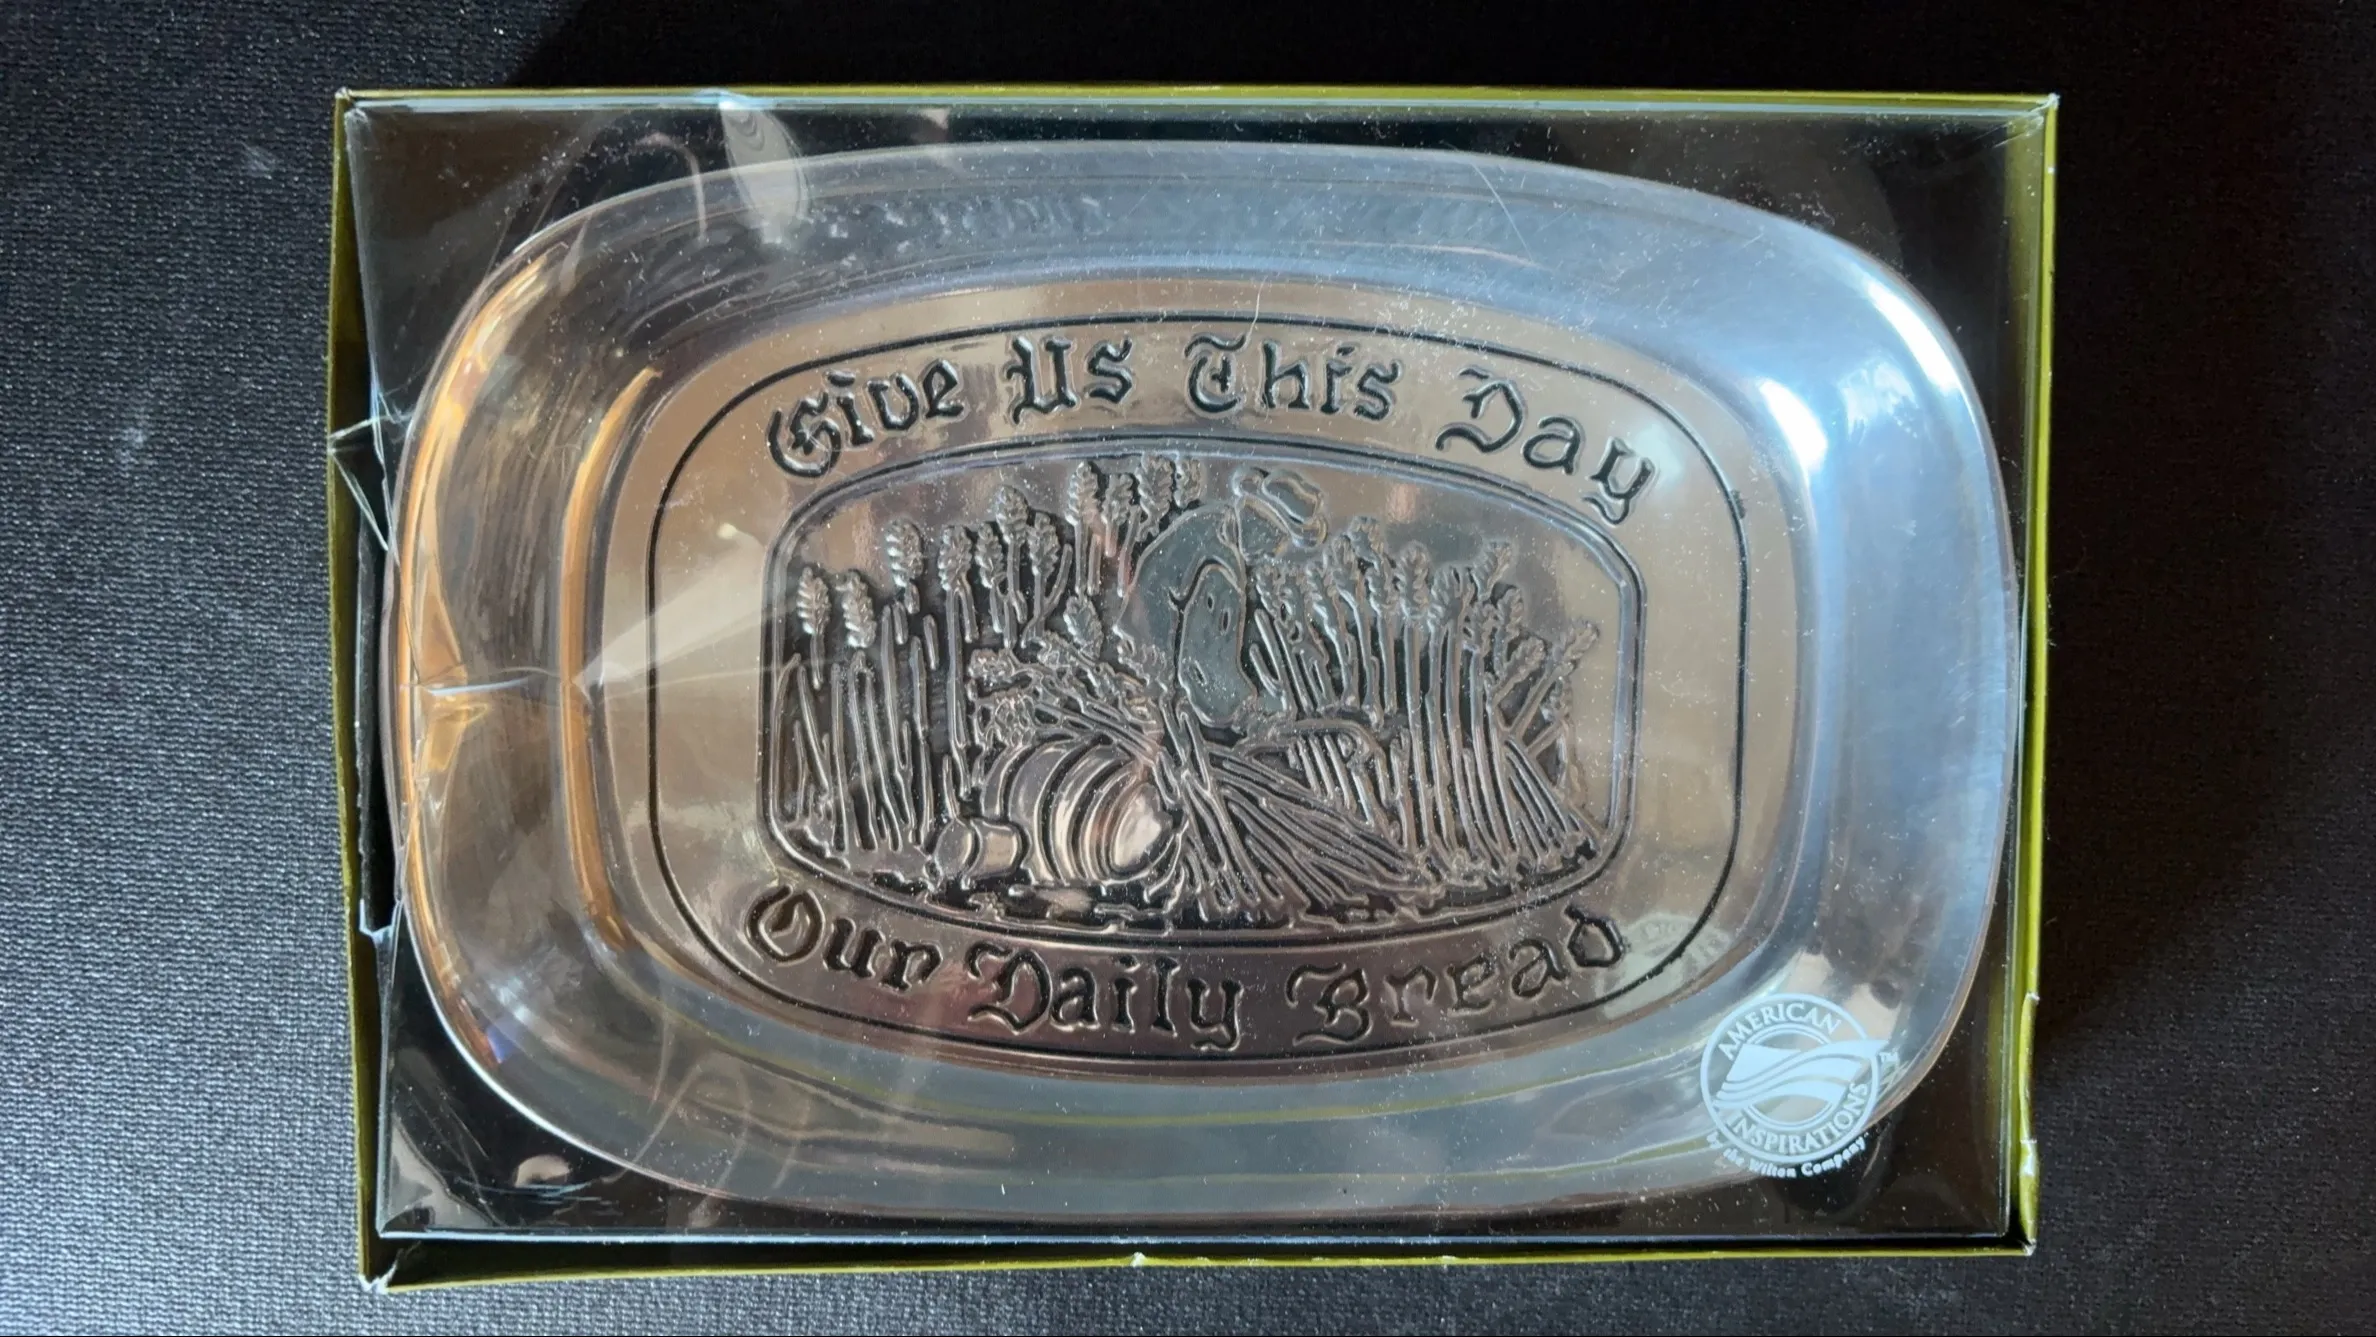 Give Us This Day
Our Daily Bread
AMERICAN
INSPIRATIONS
by the Wilton Company